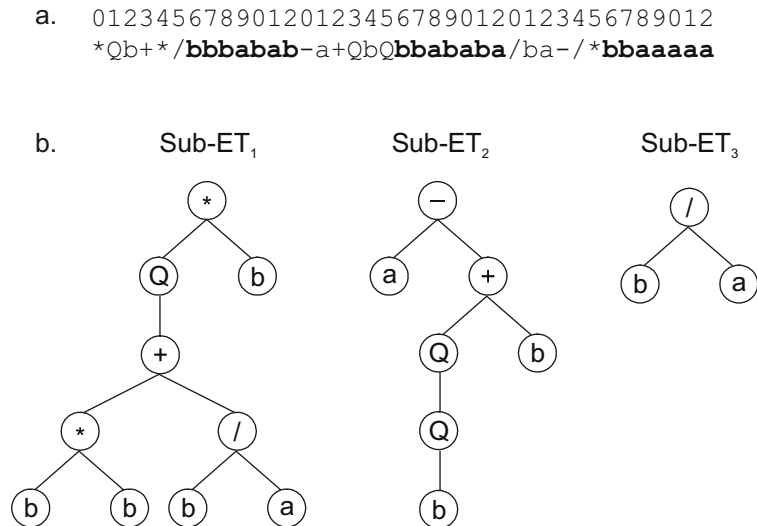 a. 012345678901201234567890120123456789012
*Qb+*/bbbabab-a+QbQbbababa/ba-/*bbaaaaa
b. Sub-ET₁ Sub-ET₂ Sub-ET₃
* − /
Q b a + b a
+ Q b
* / Q
b b b a b